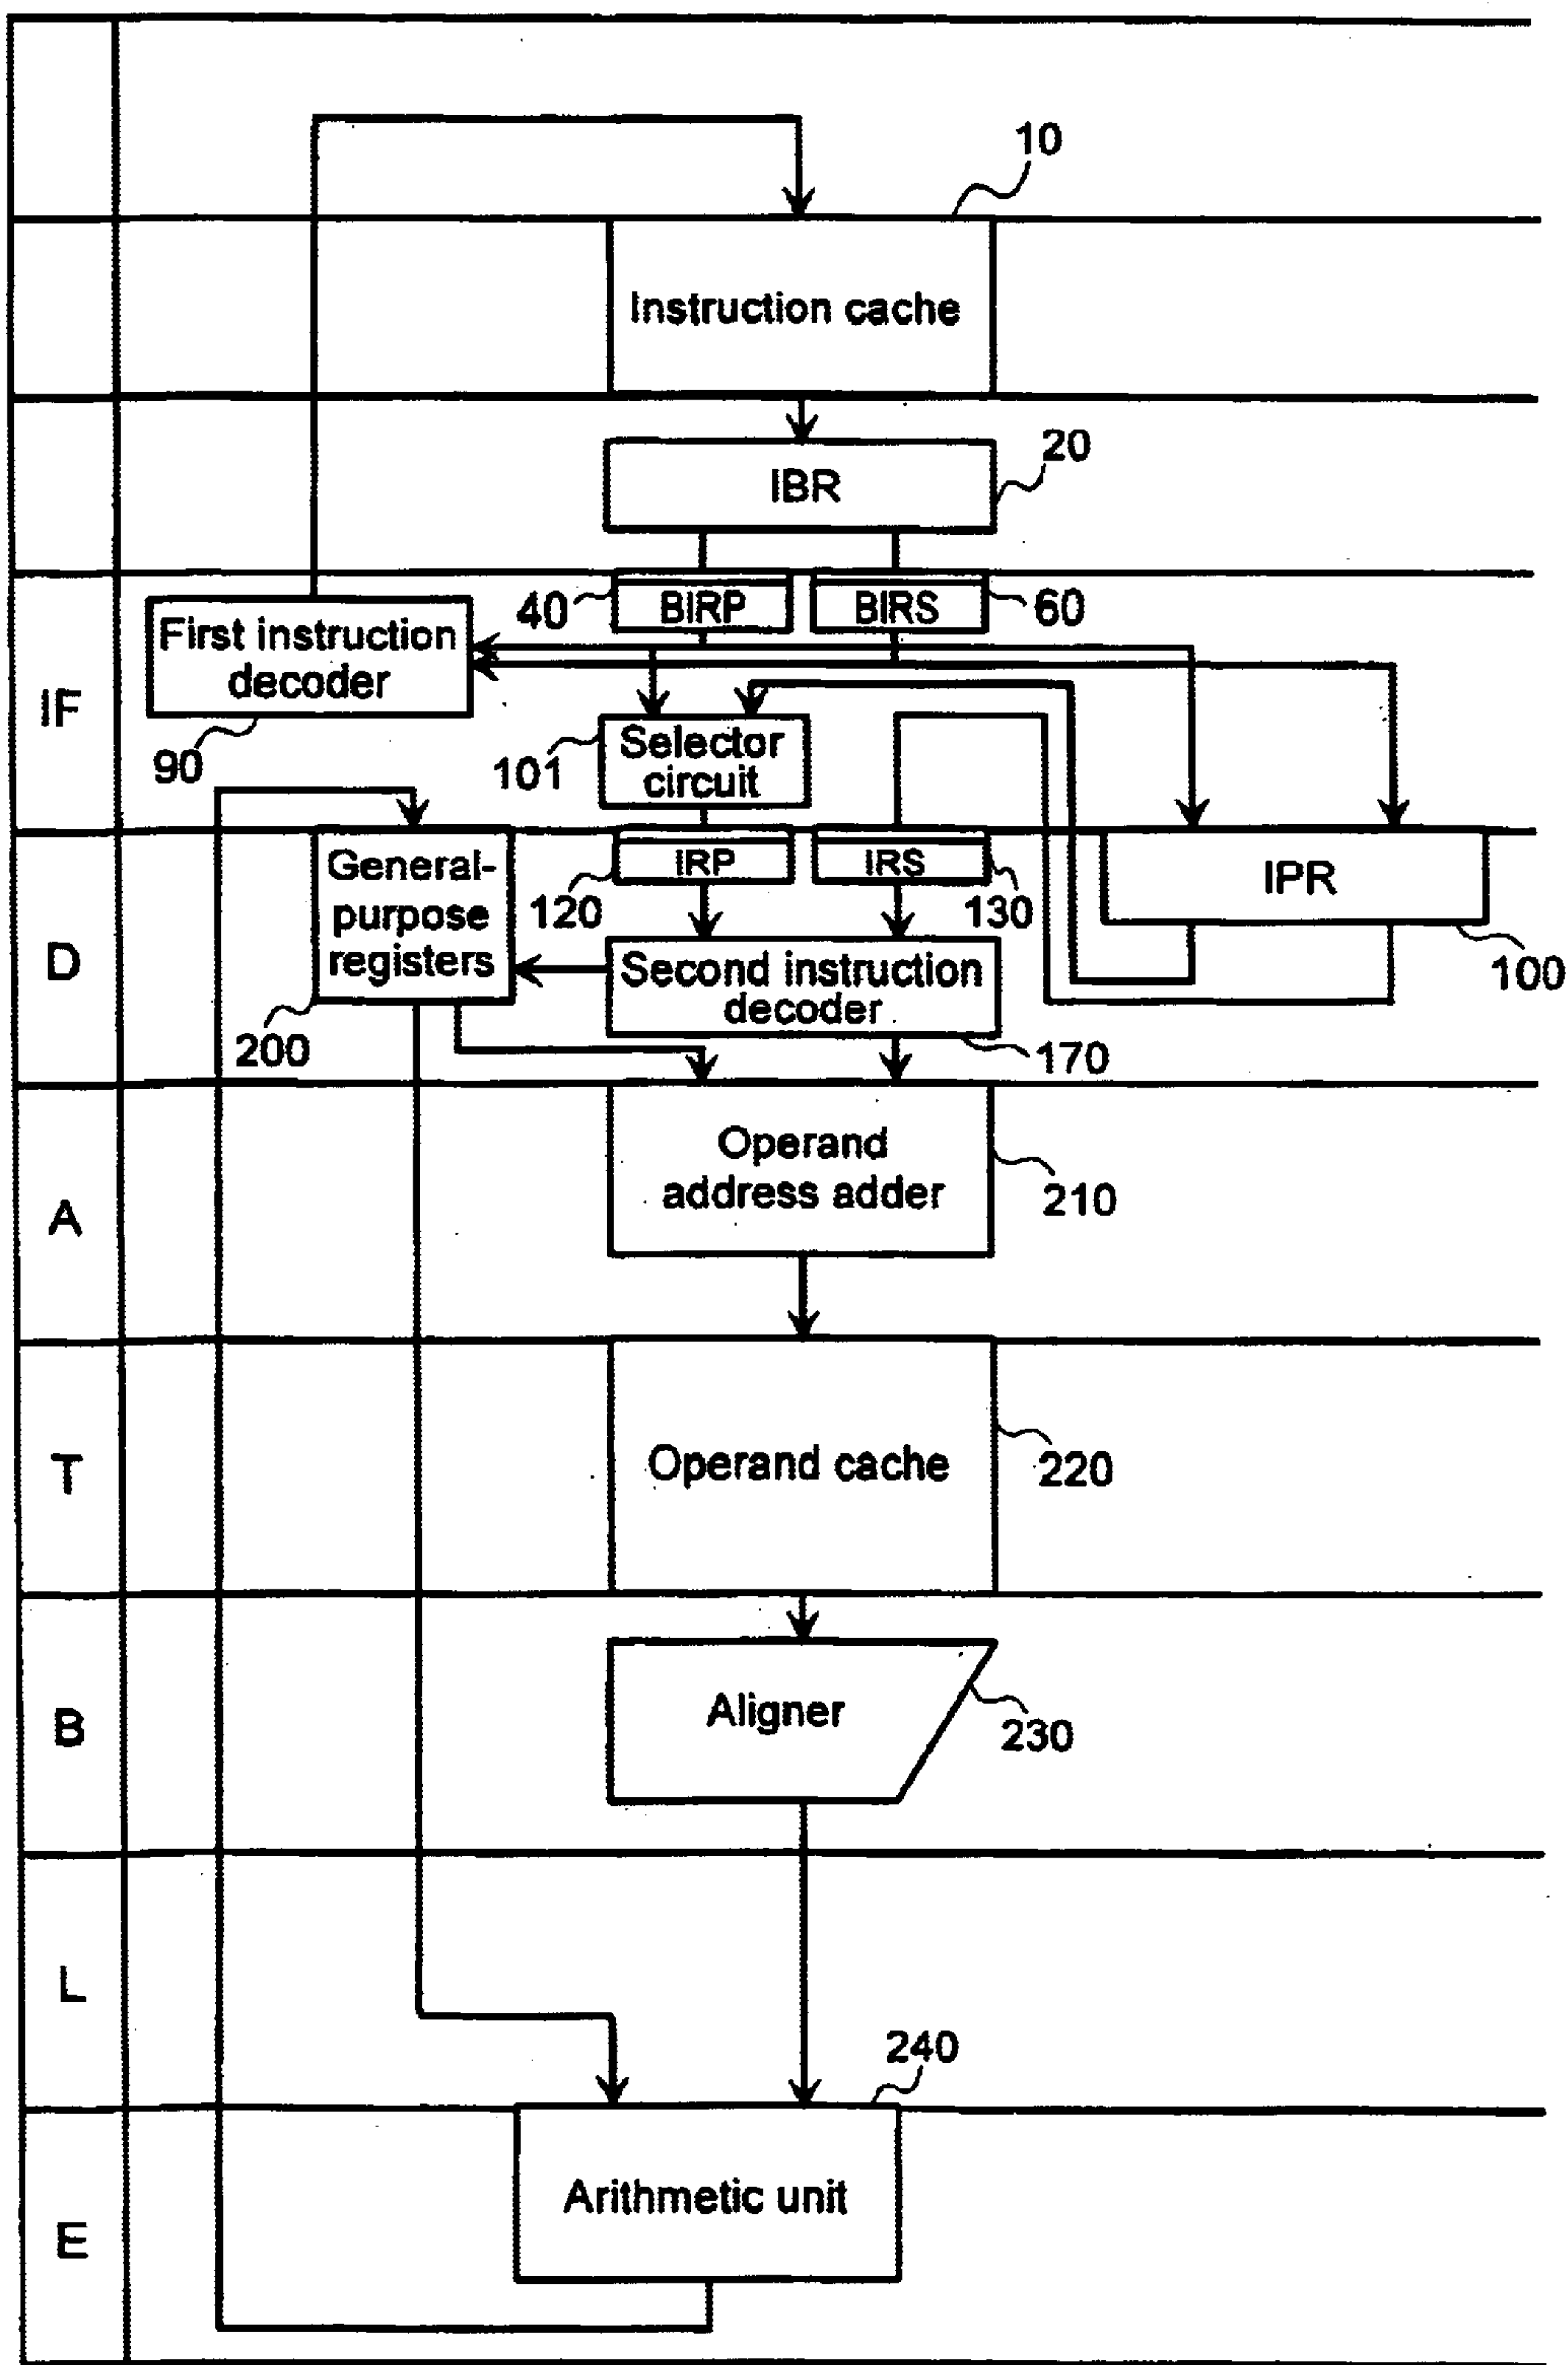 10
Instruction cache
20
IBR
40
BIRP
BIRS
60
First instruction
decoder
IF
90
101
Selector
circuit
General-
purpose
registers
IRP
IRS
IPR
120
130
D
100
Second instruction
decoder
200
170
Operand
address adder
A
210
Operand cache
T
220
Aligner
B
230
L
240
Arithmetic unit
E